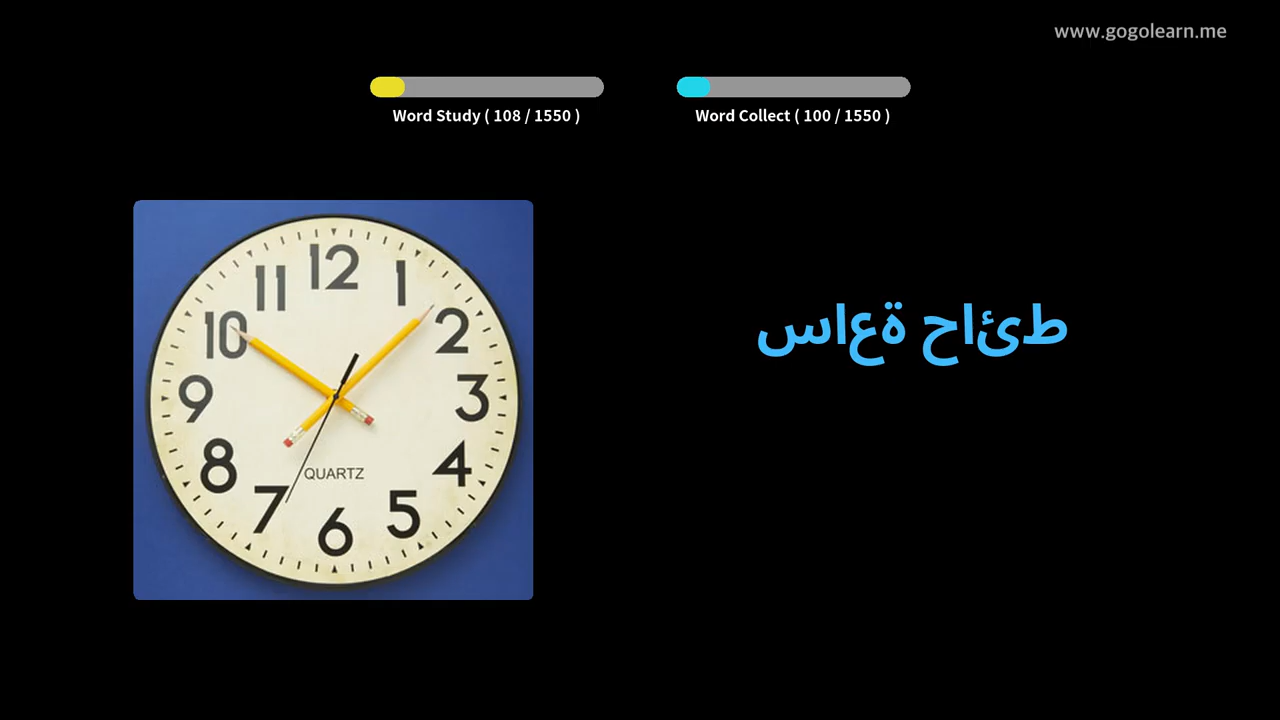 www.gogolearn.me
Word Study ( 108 / 1550 )
Word Collect ( 100 / 1550 )
12
1
2
3
4
5
6
7
8
9
10
11
QUARTZ
ساعة حائط